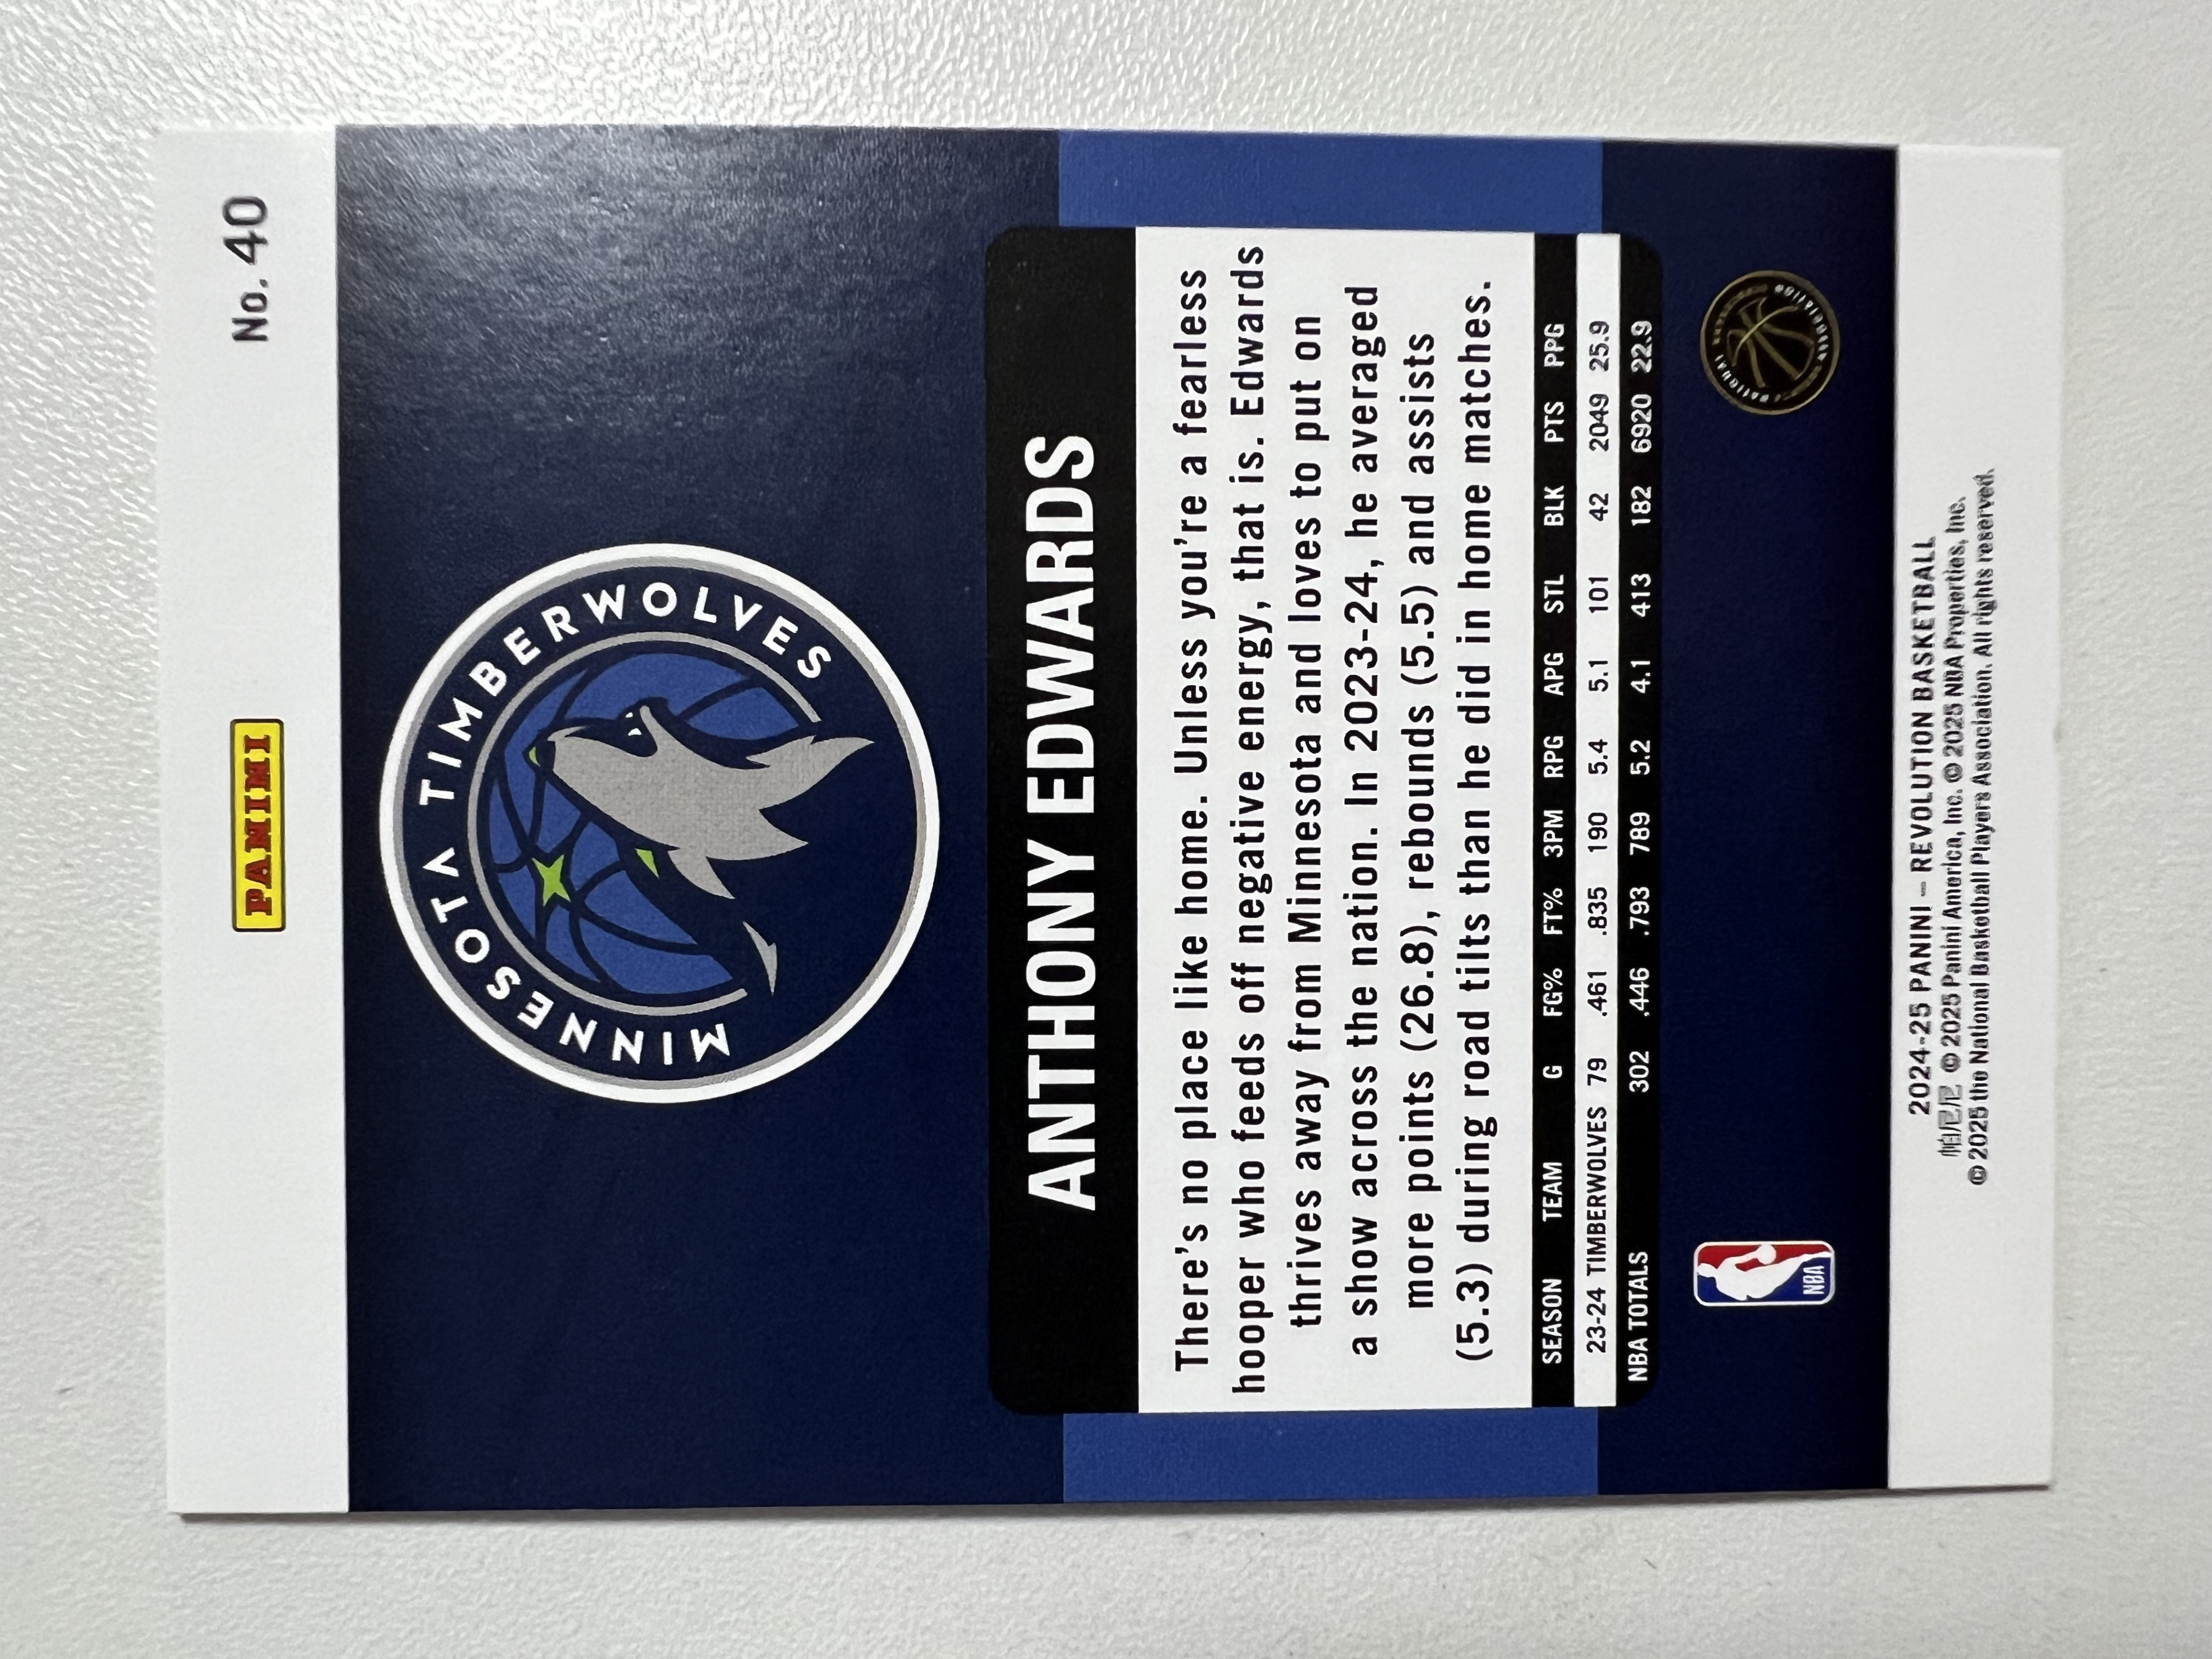 No. 40
PANINI
MINNESOTA TIMBERWOLVES
ANTHONY EDWARDS
There's no place like home. Unless you're a fearless
hooper who feeds off negative energy, that is. Edwards
thrives away from Minnesota and loves to put on
a show across the nation. In 2023-24, he averaged
more points (26.8), rebounds (5.5) and assists
(5.3) during road tilts than he did in home matches.
SEASON TEAM G FG% FT% 3PM RPG APG STL BLK PTS PPG
23-24 TIMBERWOLVES 79 .461 .835 190 5.4 5.1 101 42 2049 25.9
NBA TOTALS 302 .446 .793 789 5.2 4.1 413 182 6920 22.9
NBA
2024-25 PANINI – REVOLUTION BASKETBALL
帕尼尼 © 2025 Panini America, Inc. © 2025 NBA Properties, Inc.
© 2025 the National Basketball Players Association. All rights reserved.